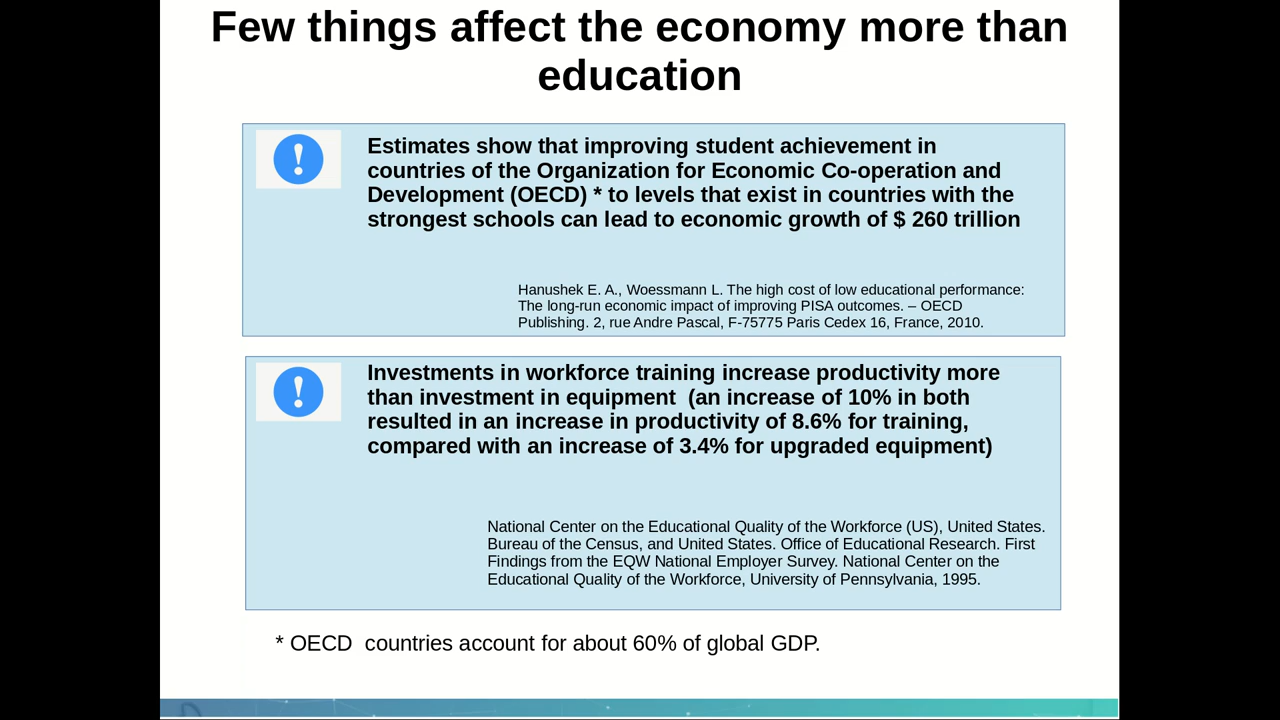 Few things affect the economy more than
education
Estimates show that improving student achievement in
countries of the Organization for Economic Co-operation and
Development (OECD) * to levels that exist in countries with the
strongest schools can lead to economic growth of $ 260 trillion
Hanushek E. A., Woessmann L. The high cost of low educational performance:
The long-run economic impact of improving PISA outcomes. – OECD
Publishing. 2, rue Andre Pascal, F-75775 Paris Cedex 16, France, 2010.
Investments in workforce training increase productivity more
than investment in equipment  (an increase of 10% in both
resulted in an increase in productivity of 8.6% for training,
compared with an increase of 3.4% for upgraded equipment)
National Center on the Educational Quality of the Workforce (US), United States.
Bureau of the Census, and United States. Office of Educational Research. First
Findings from the EQW National Employer Survey. National Center on the
Educational Quality of the Workforce, University of Pennsylvania, 1995.
* OECD  countries account for about 60% of global GDP.